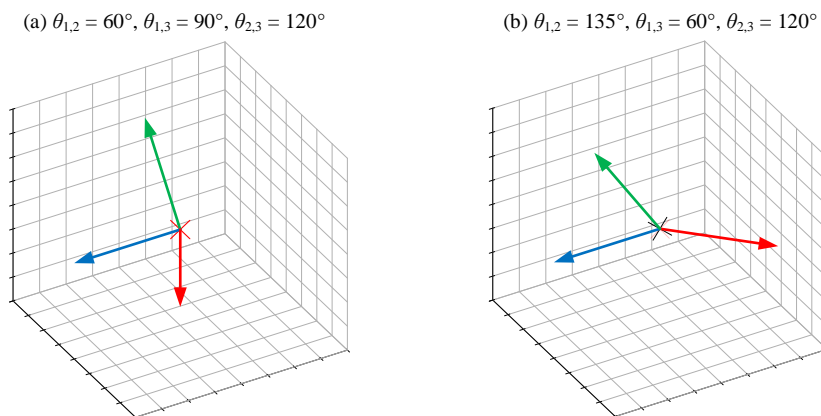 (a) θ1,2 = 60°, θ1,3 = 90°, θ2,3 = 120°
(b) θ1,2 = 135°, θ1,3 = 60°, θ2,3 = 120°